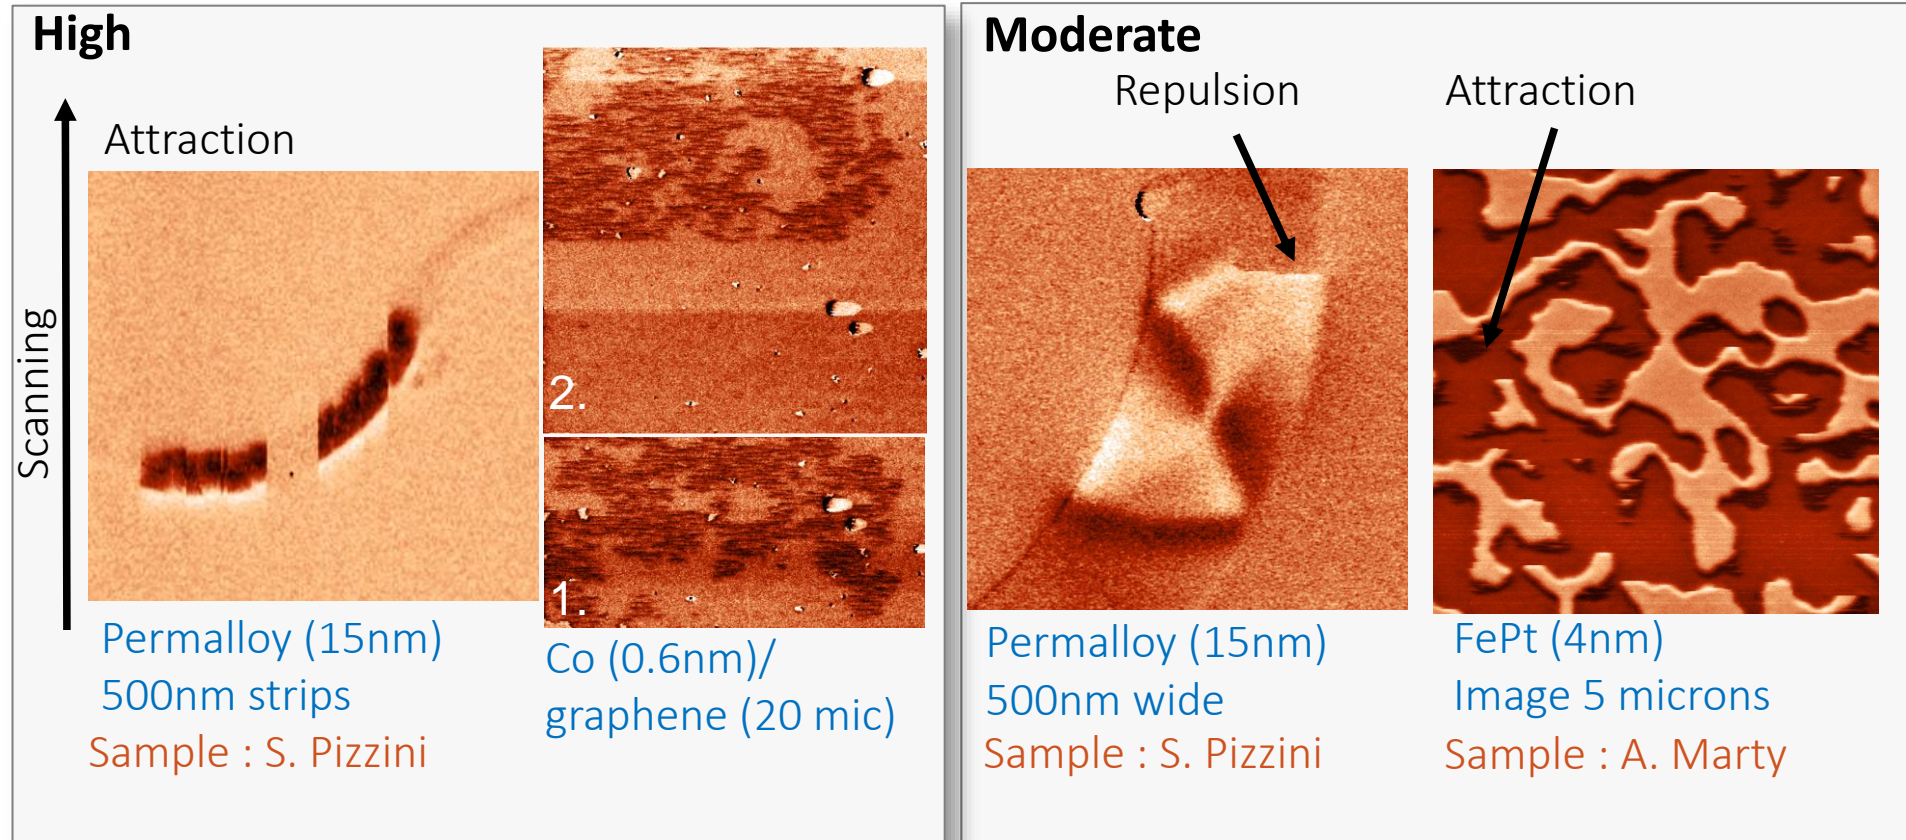 High
Attraction
Scanning
2.
1.
Permalloy (15nm)
500nm strips
Sample : S. Pizzini
Co (0.6nm)/
graphene (20 mic)
Moderate
Repulsion
Attraction
Permalloy (15nm)
500nm wide
Sample : S. Pizzini
FePt (4nm)
Image 5 microns
Sample : A. Marty